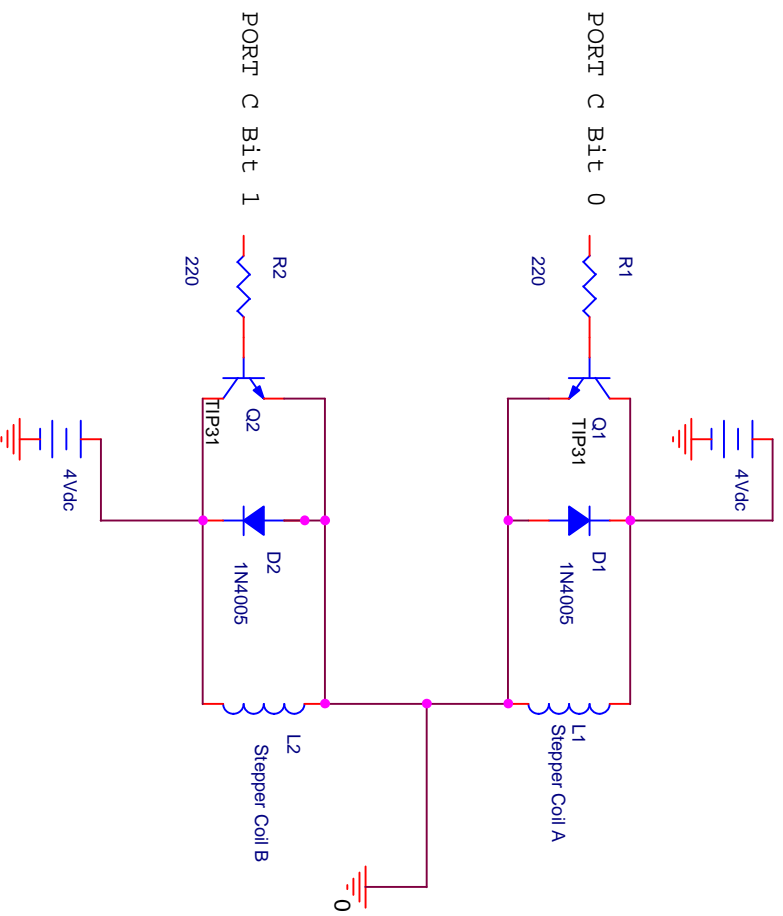 4Vdc
R1
Q1
D1
PORT C Bit 0
TIP31
L1
1N4005
Stepper Coil A
220
0
L2
R2
D2
Stepper Coil B
Q2
PORT C Bit 1
1N4005
TIP31
220
4Vdc